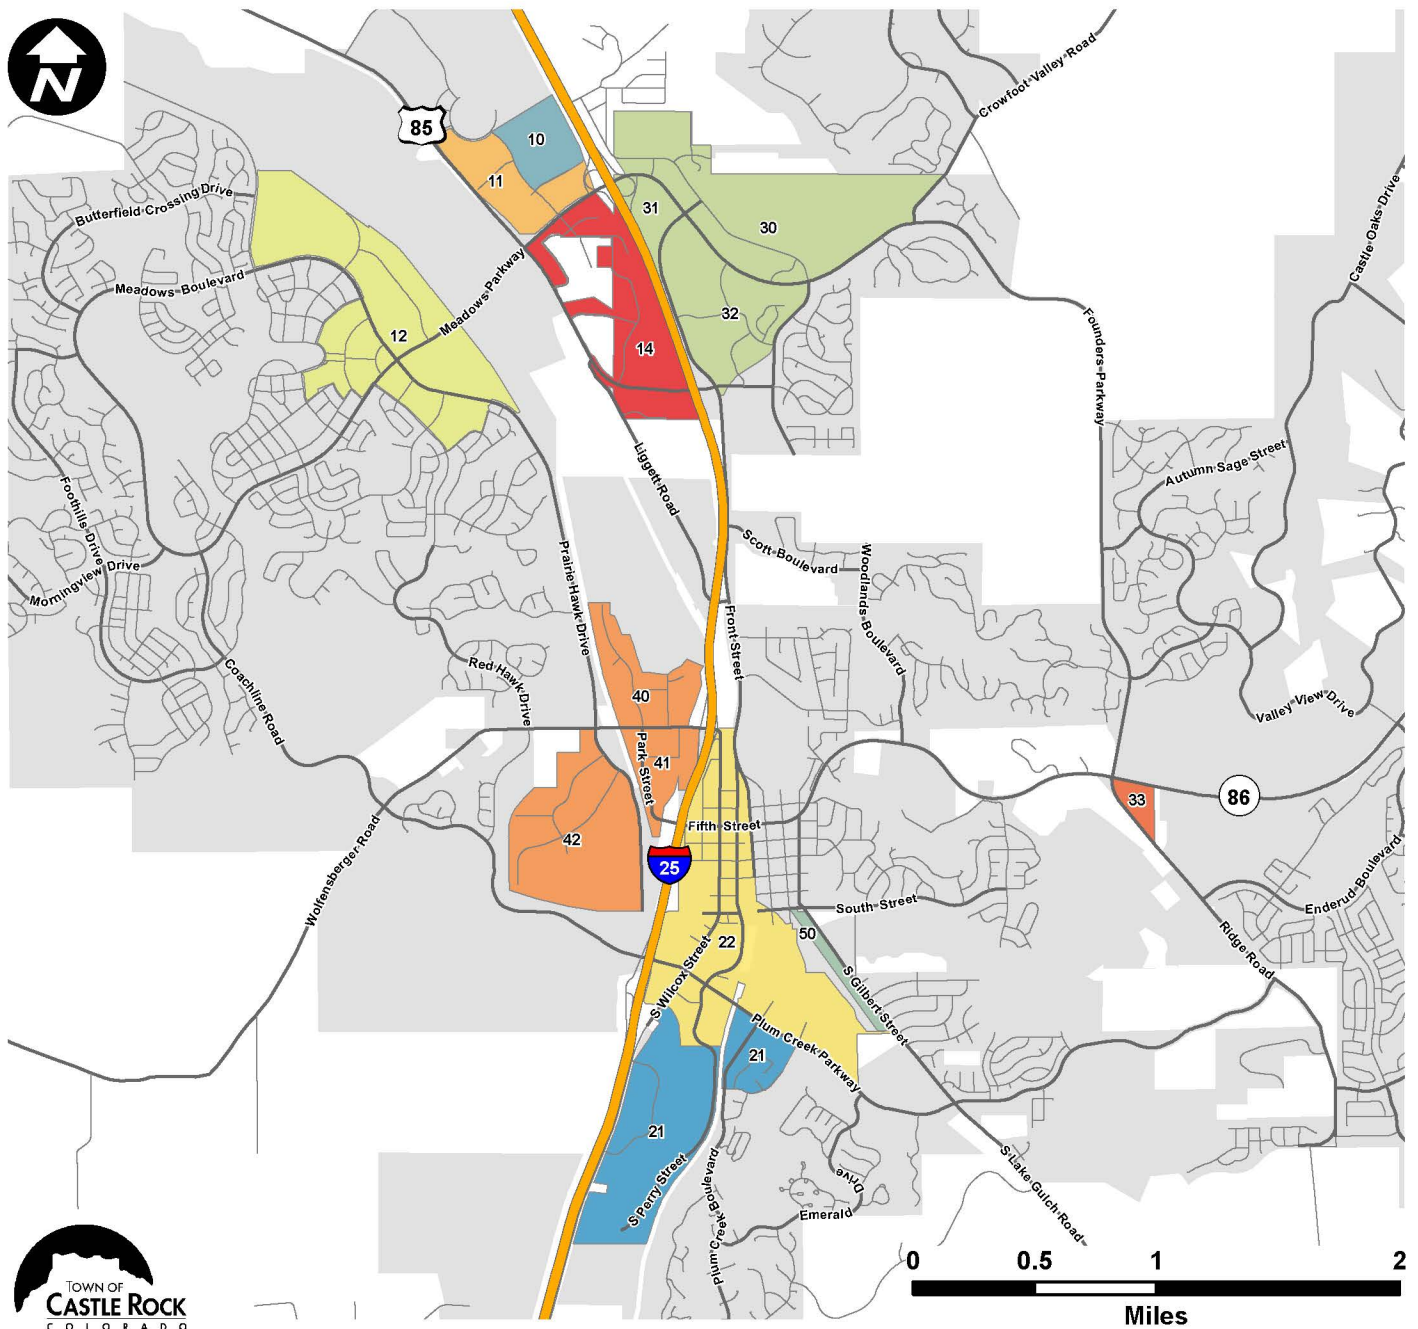 N
85
10
11
Crowfoot Valley Road
Butterfield Crossing Drive
Castle Oaks Drive
31
30
Meadows Boulevard
Meadows Parkway
12
32
14
Founders Parkway
Liggett Road
Autumn Sage Street
Foothills Drive
Scott Boulevard
Woodlands Boulevard
Morningview Drive
Prairie Hawk Drive
Front Street
Red Hawk Drive
Coachline Road
40
Valley View Drive
Park Street
41
33
86
Fifth Street
42
25
Wolfensberger Road
Enderud Boulevard
South Street
50
22
Ridge Road
S Wilcox Street
S Gilbert Street
Plum Creek Parkway
21
21
S Perry Street
Plum Creek Boulevard
Drive
Emerald
S Lake Gulch Road
0 0.5 1 2
Miles
TOWN OF
CASTLE ROCK
COLORADO